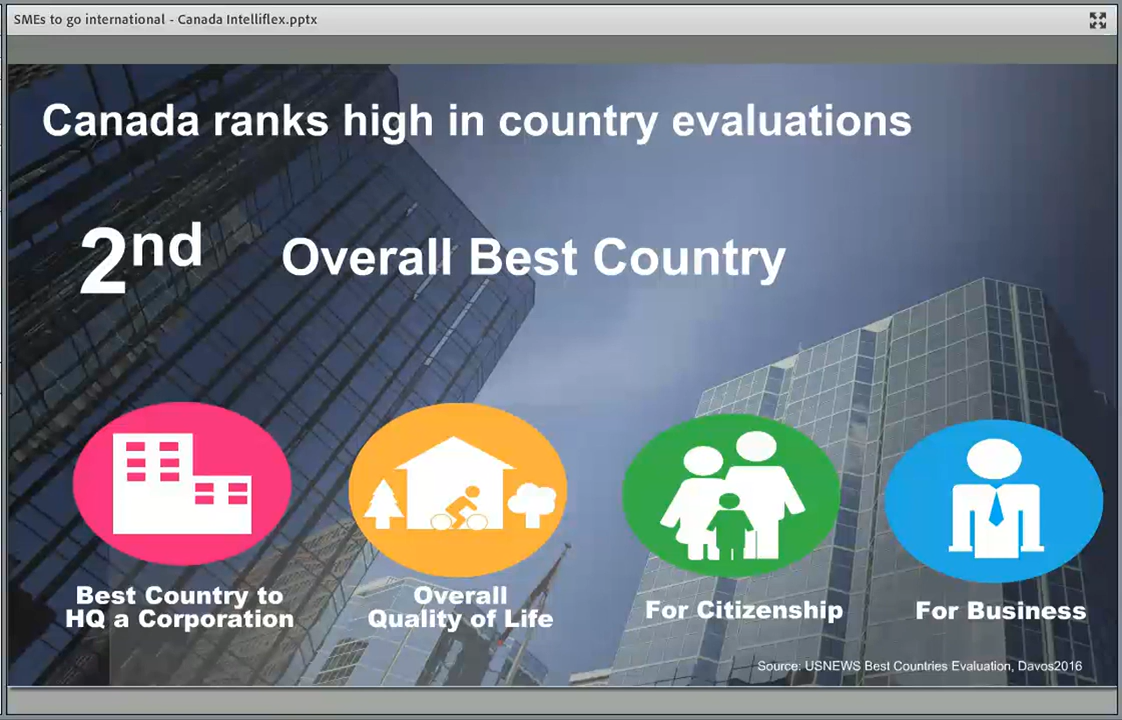 SMEs to go international - Canada Intelliflex.pptx
Canada ranks high in country evaluations
2nd Overall Best Country
Best Country to
HQ a Corporation
Overall
Quality of Life
For Citizenship
For Business
Source: USNEWS Best Countries Evaluation, Davos2016